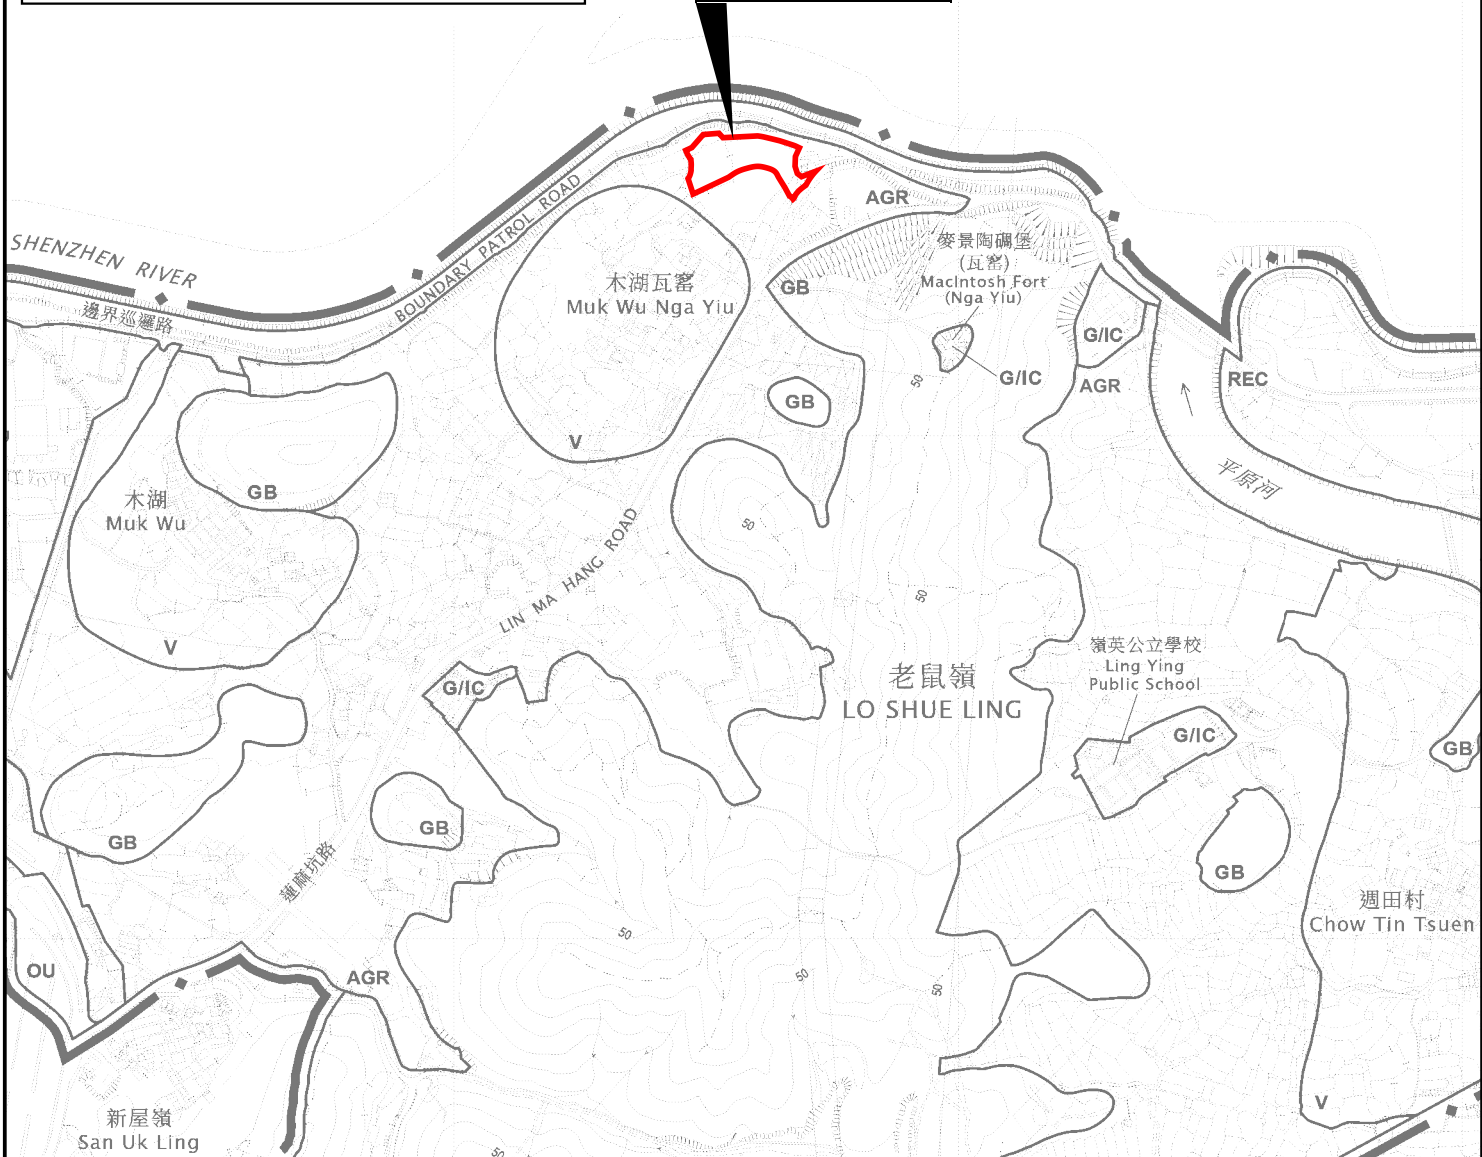 SHENZHEN RIVER
邊界巡邏路
BOUNDARY PATROL ROAD
AGR
木湖瓦窰
Muk Wu Nga Yiu
GB
麥景陶碉堡
(瓦窰)
MacIntosh Fort
(Nga Yiu)
G/IC
G/IC
AGR
REC
GB
50
V
GB
木湖
Muk Wu
平原河
50
LIN MA HANG ROAD
50
V
嶺英公立學校
Ling Ying
Public School
老鼠嶺
LO SHUE LING
G/IC
G/IC
GB
GB
GB
GB
蓮麻坑路
週田村
Chow Tin Tsuen
50
50
50
OU
AGR
新屋嶺
San Uk Ling
V
50